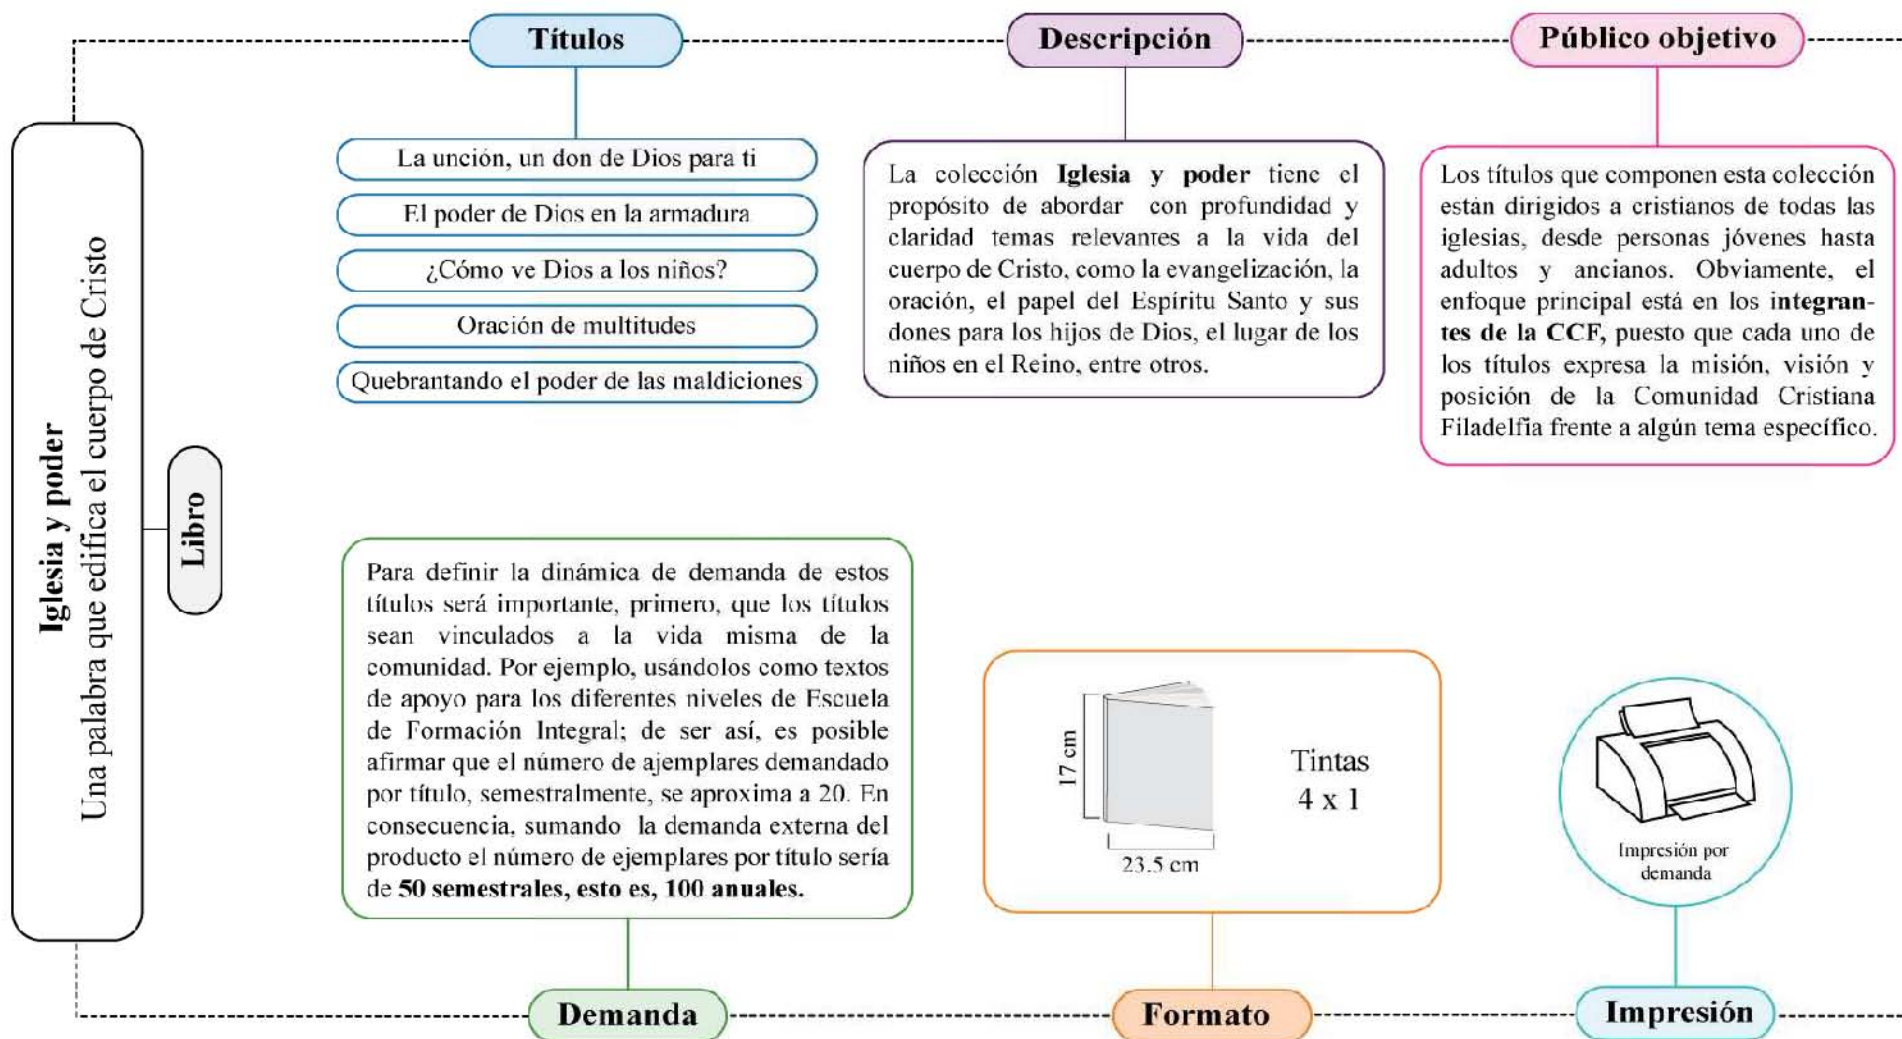 Iglesia y poder
Una palabra que edifica el cuerpo de Cristo
Libro
Títulos
La unción, un don de Dios para ti
El poder de Dios en la armadura
¿Cómo ve Dios a los niños?
Oración de multitudes
Quebrantando el poder de las maldiciones
Descripción
La colección Iglesia y poder tiene el
propósito de abordar con profundidad y
claridad temas relevantes a la vida del
cuerpo de Cristo, como la evangelización, la
oración, el papel del Espíritu Santo y sus
dones para los hijos de Dios, el lugar de los
niños en el Reino, entre otros.
Público objetivo
Los títulos que componen esta colección
están dirigidos a cristianos de todas las
iglesias, desde personas jóvenes hasta
adultos y ancianos. Obviamente, el
enfoque principal está en los integran-
tes de la CCF, puesto que cada uno de
los títulos expresa la misión, visión y
posición de la Comunidad Cristiana
Filadelfia frente a algún tema específico.
Para definir la dinámica de demanda de estos
títulos será importante, primero, que los títulos
sean vinculados a la vida misma de la
comunidad. Por ejemplo, usándolos como textos
de apoyo para los diferentes niveles de Escuela
de Formación Integral; de ser así, es posible
afirmar que el número de ajemplares demandado
por título, semestralmente, se aproxima a 20. En
consecuencia, sumando la demanda externa del
producto el número de ejemplares por título sería
de 50 semestrales, esto es, 100 anuales.
Demanda
17 cm
23.5 cm
Tintas
4 x 1
Formato
Impresión por
demanda
Impresión